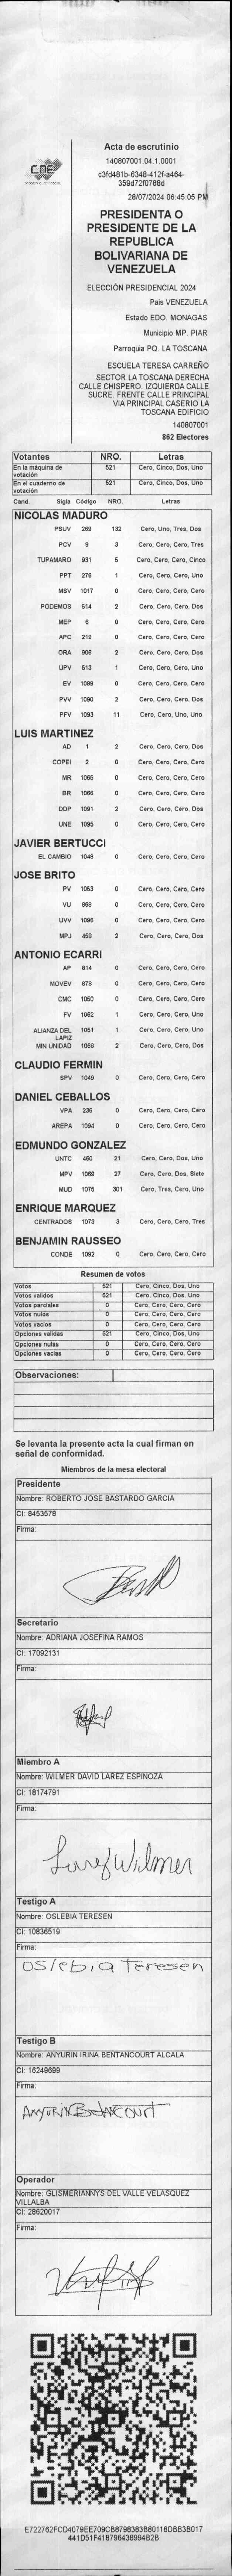 CNE
Acta de escrutinio
140807001.04.1.0001
c3fd481b-6348-412f-a464-
359d72f0788d
28/07/2024 06:45:05 PM
PRESIDENTA O
PRESIDENTE DE LA
REPUBLICA
BOLIVARIANA DE
VENEZUELA
ELECCIÓN PRESIDENCIAL 2024
País VENEZUELA
Estado EDO. MONAGAS
Municipio MP. PIAR
Parroquia PQ. LA TOSCANA
ESCUELA TERESA CARREÑO
SECTOR LA TOSCANA DERECHA
CALLE CHISPERO. IZQUIERDA CALLE
SUCRE. FRENTE CALLE PRINCIPAL
VIA PRINCIPAL CASERIO LA
TOSCANA EDIFICIO
140807001
862 Electores
Votantes NRO. Letras
En la máquina de votación 521 Cero, Cinco, Dos, Uno
En el cuaderno de votación 521 Cero, Cinco, Dos, Uno
Cand. Sigla Código NRO. Letras
NICOLAS MADURO
PSUV 269 132 Cero, Uno, Tres, Dos
PCV 9 3 Cero, Cero, Cero, Tres
TUPAMARO 931 5 Cero, Cero, Cero, Cinco
PPT 276 1 Cero, Cero, Cero, Uno
MSV 1017 0 Cero, Cero, Cero, Cero
PODEMOS 514 2 Cero, Cero, Cero, Dos
MEP 6 0 Cero, Cero, Cero, Cero
APC 219 0 Cero, Cero, Cero, Cero
ORA 906 2 Cero, Cero, Cero, Dos
UPV 513 1 Cero, Cero, Cero, Uno
EV 1089 0 Cero, Cero, Cero, Cero
PVV 1090 2 Cero, Cero, Cero, Dos
PFV 1093 11 Cero, Cero, Uno, Uno
LUIS MARTINEZ
AD 1 2 Cero, Cero, Cero, Dos
COPEI 2 0 Cero, Cero, Cero, Cero
MR 1065 0 Cero, Cero, Cero, Cero
BR 1066 0 Cero, Cero, Cero, Cero
DDP 1091 2 Cero, Cero, Cero, Dos
UNE 1095 0 Cero, Cero, Cero, Cero
JAVIER BERTUCCI
EL CAMBIO 1048 0 Cero, Cero, Cero, Cero
JOSE BRITO
PV 1053 0 Cero, Cero, Cero, Cero
VU 868 0 Cero, Cero, Cero, Cero
UVV 1096 0 Cero, Cero, Cero, Cero
MPJ 458 2 Cero, Cero, Cero, Dos
ANTONIO ECARRI
AP 814 0 Cero, Cero, Cero, Cero
MOVEV 878 0 Cero, Cero, Cero, Cero
CMC 1050 0 Cero, Cero, Cero, Cero
FV 1062 1 Cero, Cero, Cero, Uno
ALIANZA DEL LAPIZ 1051 1 Cero, Cero, Cero, Uno
MIN UNIDAD 1069 2 Cero, Cero, Cero, Dos
CLAUDIO FERMIN
SPV 1049 0 Cero, Cero, Cero, Cero
DANIEL CEBALLOS
VPA 236 0 Cero, Cero, Cero, Cero
AREPA 1094 0 Cero, Cero, Cero, Cero
EDMUNDO GONZALEZ
UNTC 460 21 Cero, Cero, Dos, Uno
MPV 1069 27 Cero, Cero, Dos, Siete
MUD 1075 301 Cero, Tres, Cero, Uno
ENRIQUE MARQUEZ
CENTRADOS 1073 3 Cero, Cero, Cero, Tres
BENJAMIN RAUSSEO
CONDE 1092 0 Cero, Cero, Cero, Cero
Resumen de votos
Votos 521 Cero, Cinco, Dos, Uno
Votos validos 521 Cero, Cinco, Dos, Uno
Votos parciales 0 Cero, Cero, Cero, Cero
Votos nulos 0 Cero, Cero, Cero, Cero
Votos vacios 0 Cero, Cero, Cero, Cero
Opciones validas 521 Cero, Cinco, Dos, Uno
Opciones nulas 0 Cero, Cero, Cero, Cero
Opciones vacias 0 Cero, Cero, Cero, Cero
Observaciones:
Se levanta la presente acta la cual firman en
señal de conformidad.
Miembros de la mesa electoral
Presidente
Nombre: ROBERTO JOSE BASTARDO GARCIA
CI: 8453578
Firma:
Secretario
Nombre: ADRIANA JOSEFINA RAMOS
CI: 17092131
Firma:
Miembro A
Nombre: WILMER DAVID LAREZ ESPINOZA
CI: 18174791
Firma:
Larez Wilmer
Testigo A
Nombre: OSLEBIA TERESEN
CI: 10836519
Firma:
Oslebia Teresen
Testigo B
Nombre: ANYURIN IRINA BENTANCOURT ALCALA
CI: 16249699
Firma:
Operador
Nombre: GLISMERIANNYS DEL VALLE VELASQUEZ
VILLALBA
CI: 28620017
Firma:
E722762FCD4079EE709CB8798383B80118DBB3B017
441D51F418796438994B2B